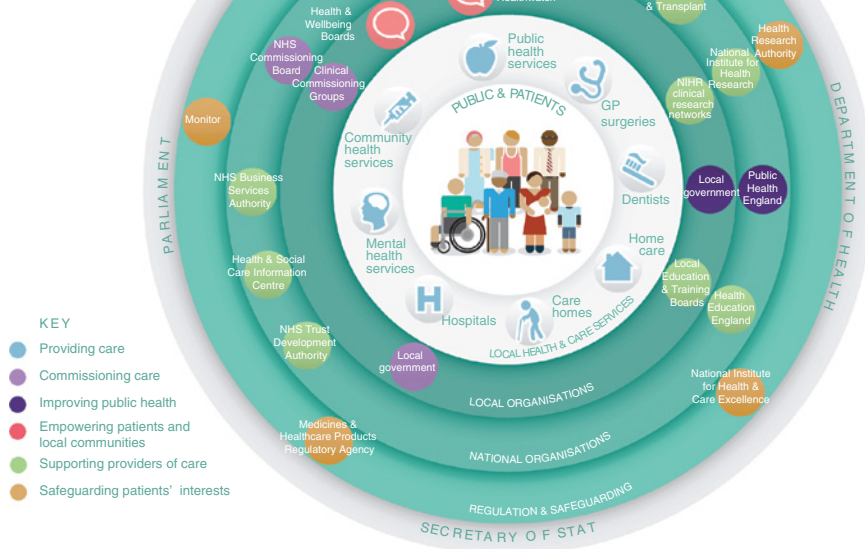 Health &
Wellbeing
Boards
& Transplant
NHS
Commissioning
Board
Clinical
Commissioning
Groups
Public
health
services
Health
Research
Authority
National
Institute for
Health
Research
NIHR
clinical
research
networks
PUBLIC & PATIENTS
GP
surgeries
Monitor
Community
health
services
PARLIAMENT
DEPARTMENT OF HEALTH
NHS Business
Services
Authority
Dentists
Local
government
Public
Health
England
Mental
health
services
Home
care
Health & Social
Care Information
Centre
Local
Education
& Training
Boards
Health
Education
England
Hospitals
Care
homes
LOCAL HEALTH & CARE SERVICES
NHS Trust
Development
Authority
Local
government
National Institute
for Health &
Care Excellence
LOCAL ORGANISATIONS
Medicines &
Healthcare Products
Regulatory Agency
NATIONAL ORGANISATIONS
REGULATION & SAFEGUARDING
SECRETARY OF STAT
KEY
Providing care
Commissioning care
Improving public health
Empowering patients and
local communities
Supporting providers of care
Safeguarding patients' interests